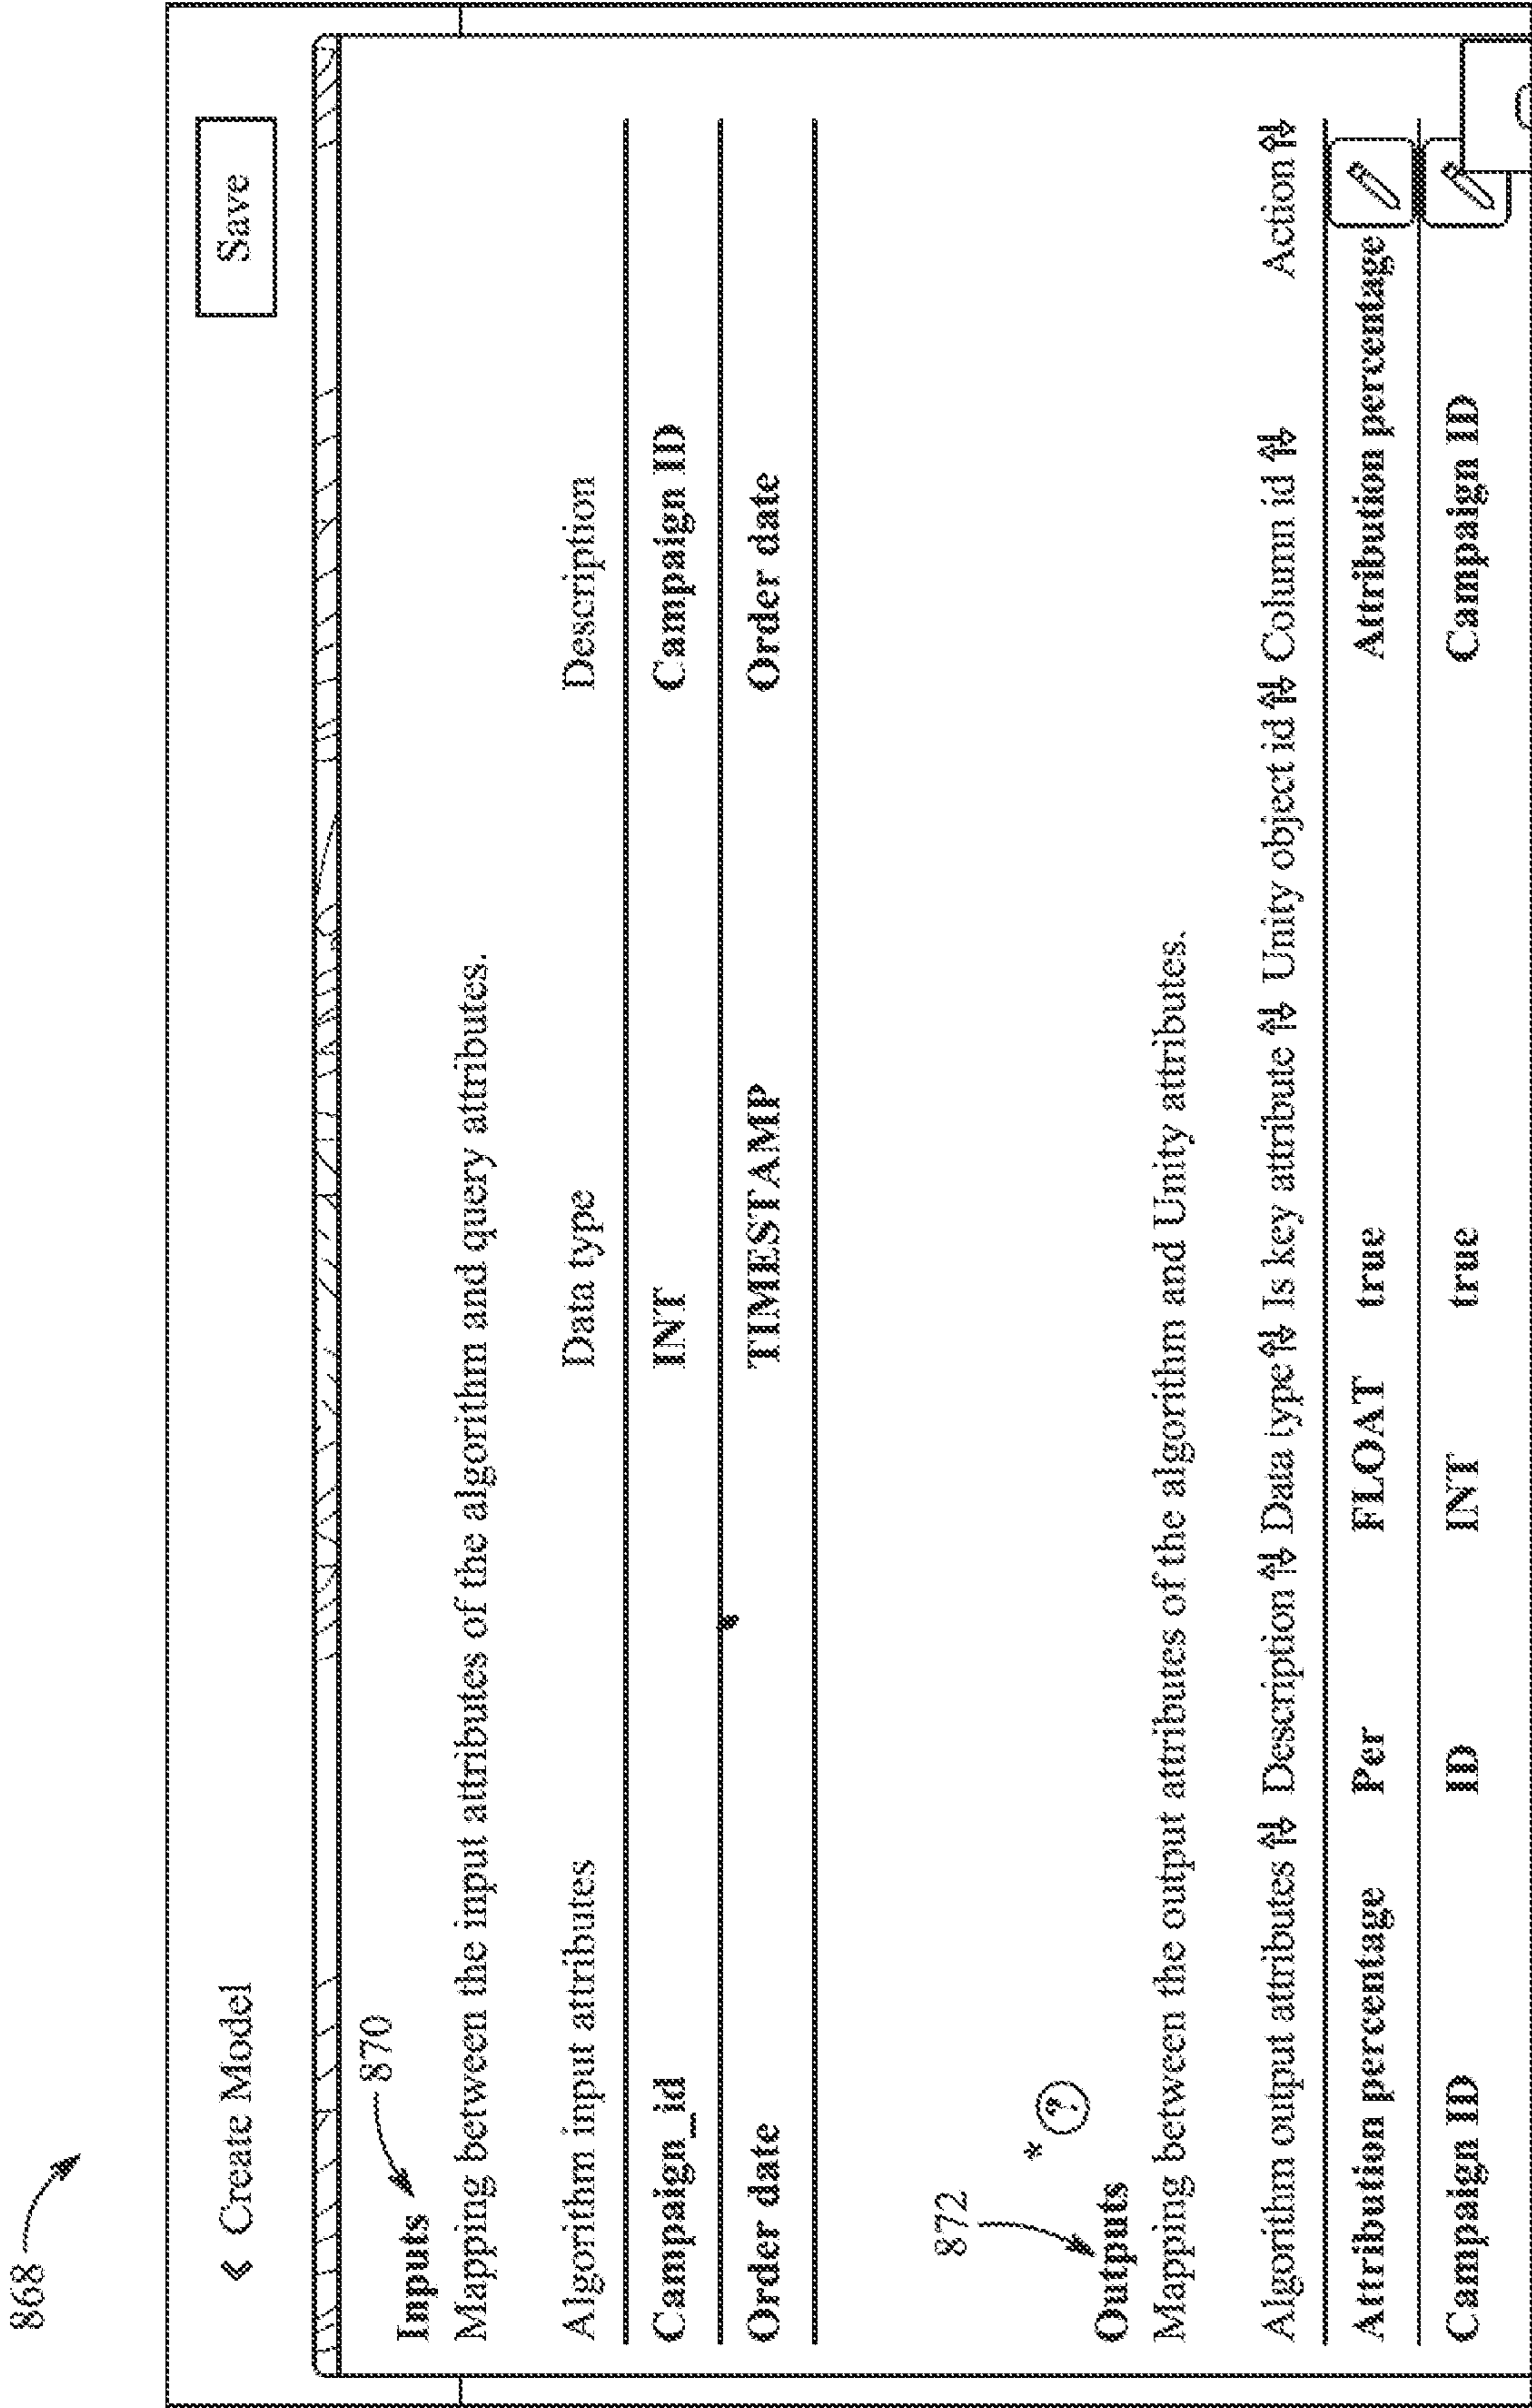 868
« Create Model Save
870
Inputs
Mapping between the input attributes of the algorithm and query attributes.
Algorithm input attributes Data type Description
Campaign_id INT Campaign ID
Order date TIMESTAMP Order date
872
* ?
Outputs
Mapping between the output attributes of the algorithm and Unity attributes.
Algorithm output attributes Description Data type Is key attribute Unity object id Column id Action
Attribution percentage Per FLOAT true Attribution percentage
Campaign ID ID INT true Campaign ID